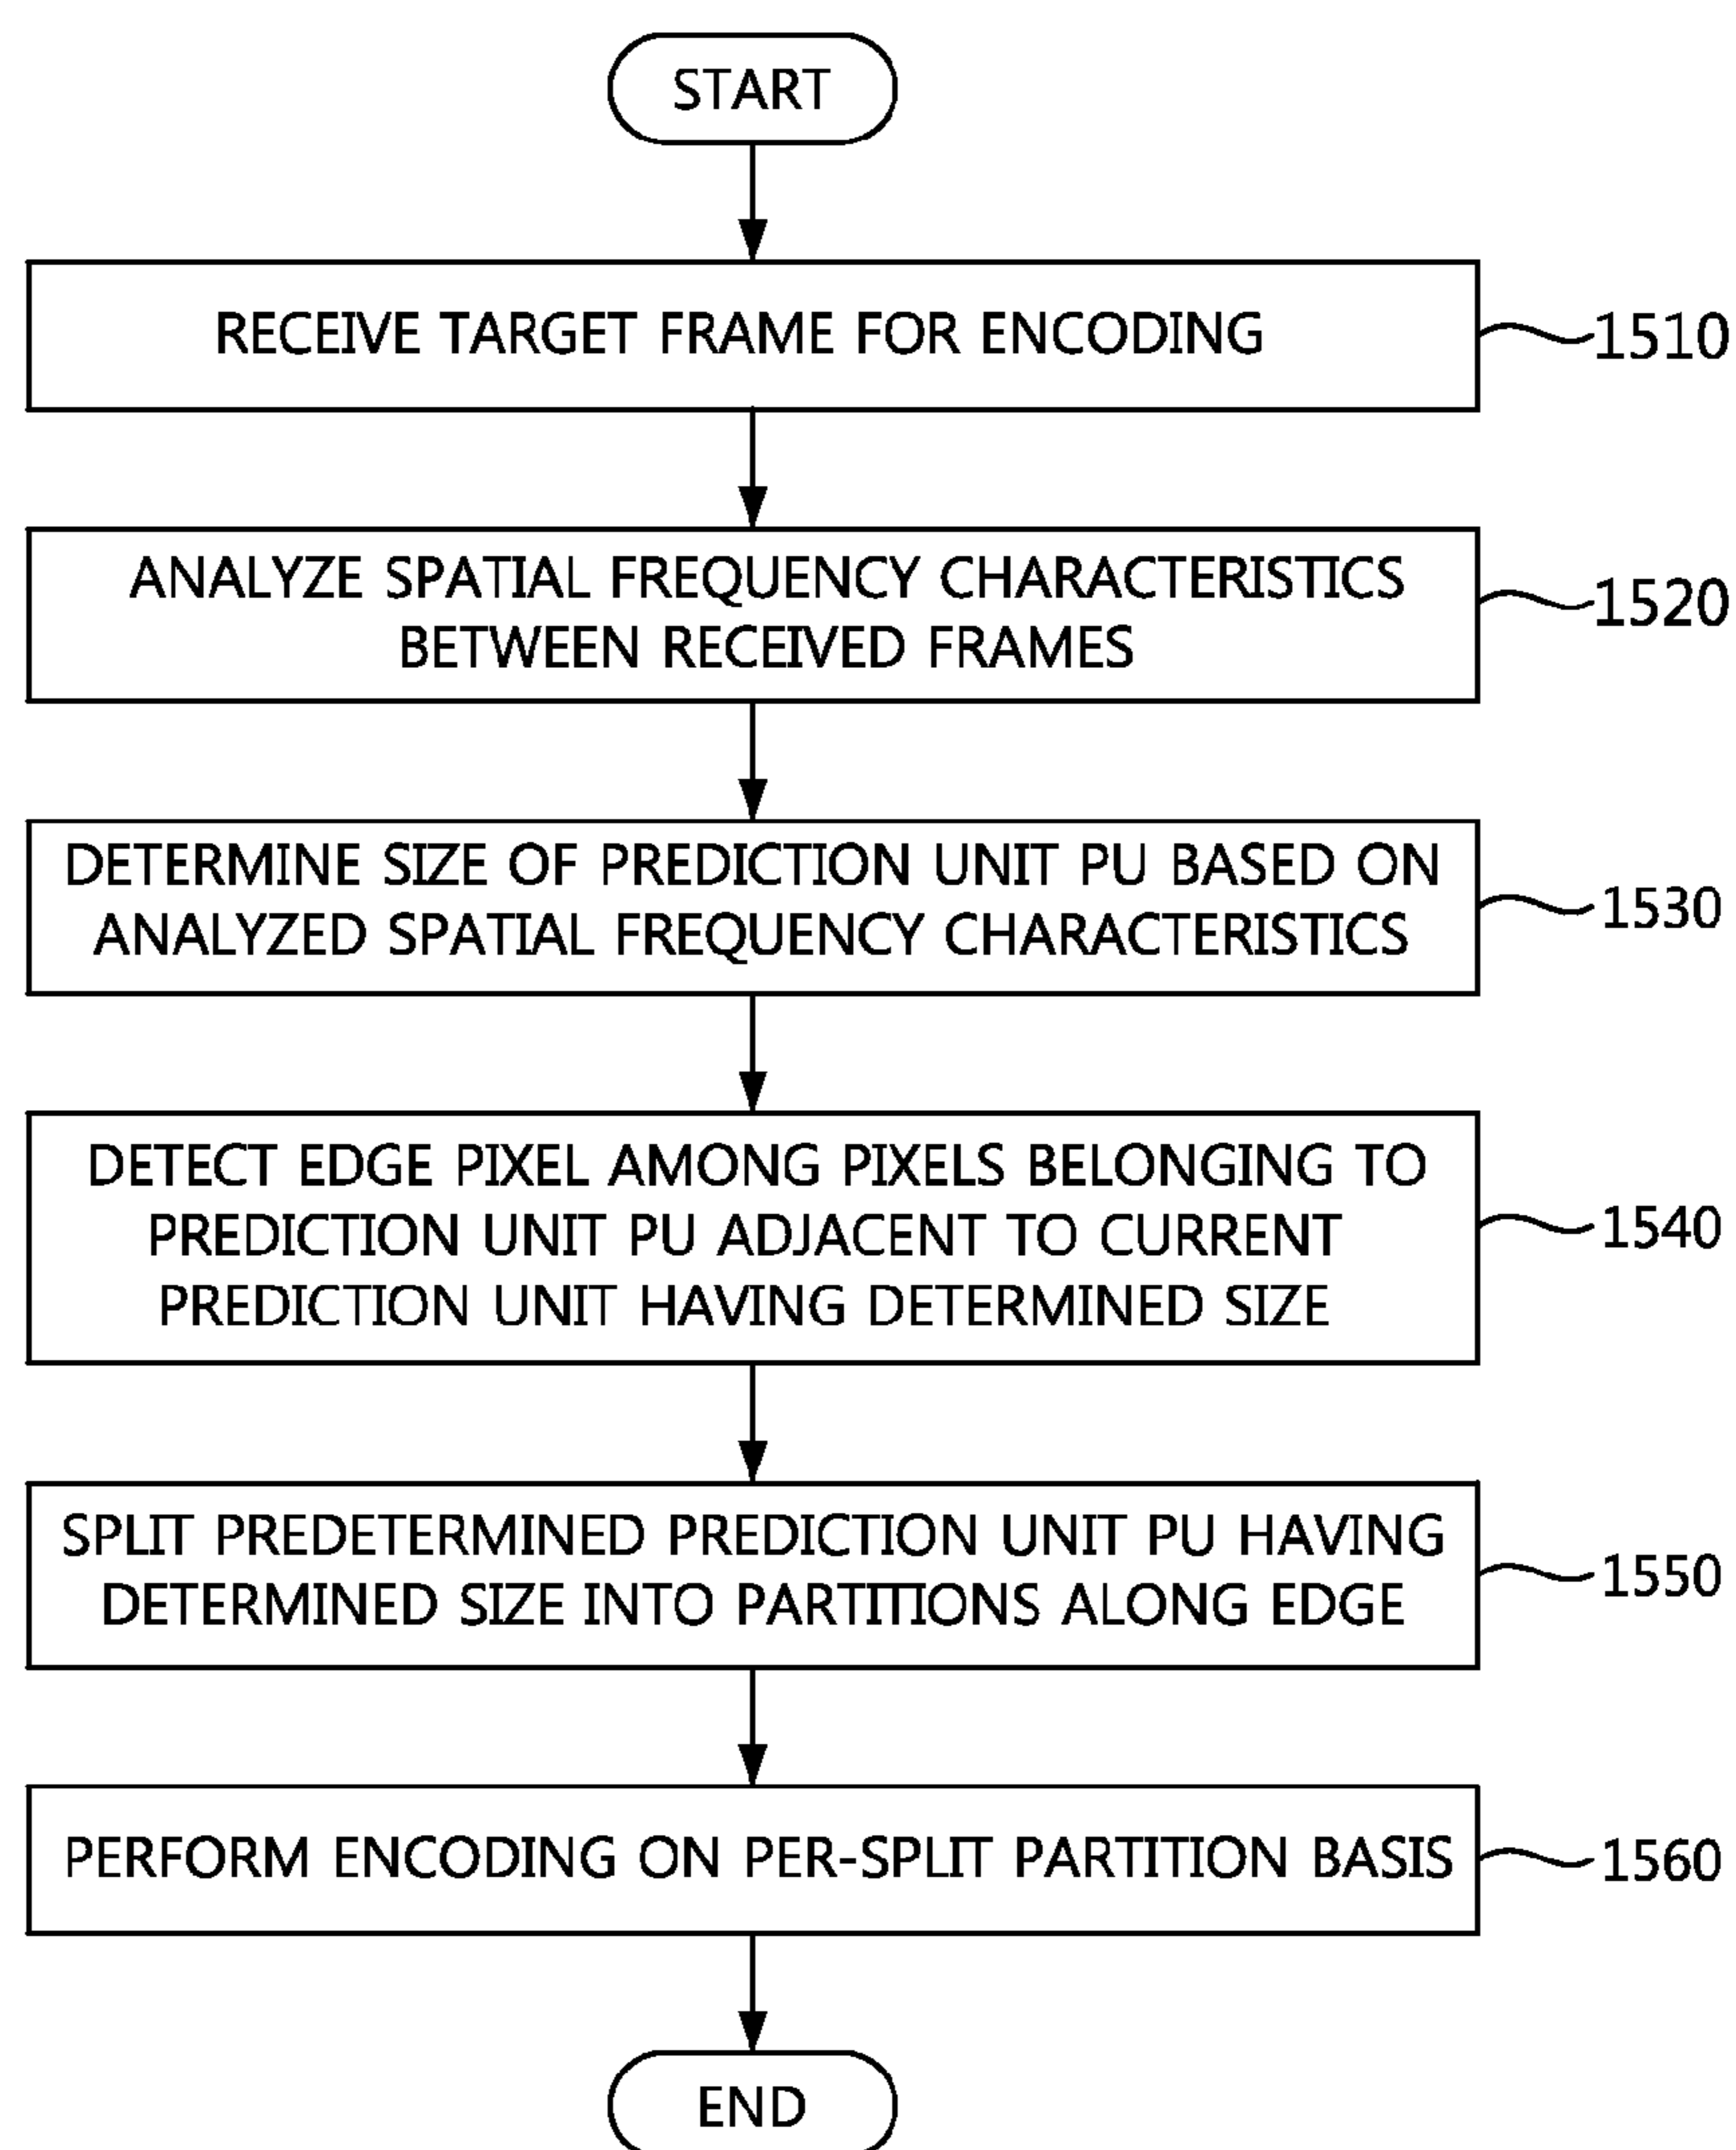 START
RECEIVE TARGET FRAME FOR ENCODING
1510
ANALYZE SPATIAL FREQUENCY CHARACTERISTICS
BETWEEN RECEIVED FRAMES
1520
DETERMINE SIZE OF PREDICTION UNIT PU BASED ON
ANALYZED SPATIAL FREQUENCY CHARACTERISTICS
1530
DETECT EDGE PIXEL AMONG PIXELS BELONGING TO
PREDICTION UNIT PU ADJACENT TO CURRENT
PREDICTION UNIT HAVING DETERMINED SIZE
1540
SPLIT PREDETERMINED PREDICTION UNIT PU HAVING
DETERMINED SIZE INTO PARTITIONS ALONG EDGE
1550
PERFORM ENCODING ON PER-SPLIT PARTITION BASIS
1560
END